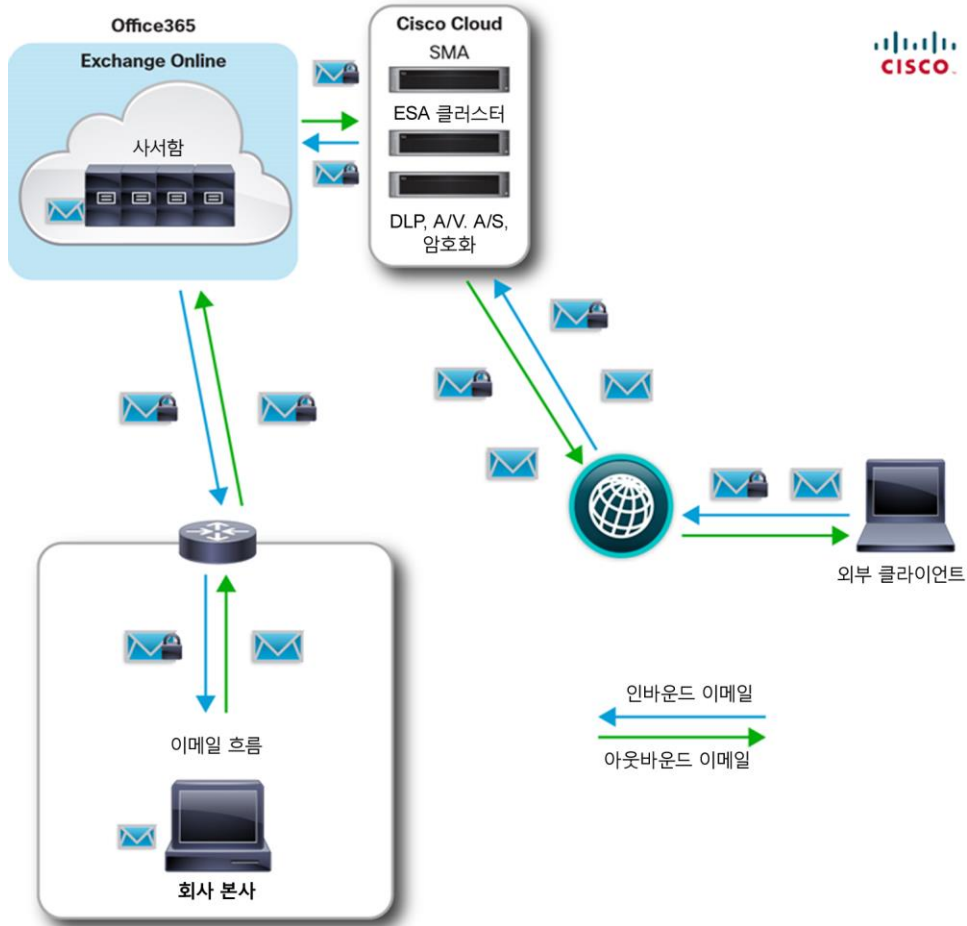 Office365
Exchange Online
사서함
Cisco Cloud
SMA
ESA 클러스터
DLP, A/V. A/S,
암호화
CISCO
외부 클라이언트
이메일 흐름
회사 본사
인바운드 이메일
아웃바운드 이메일